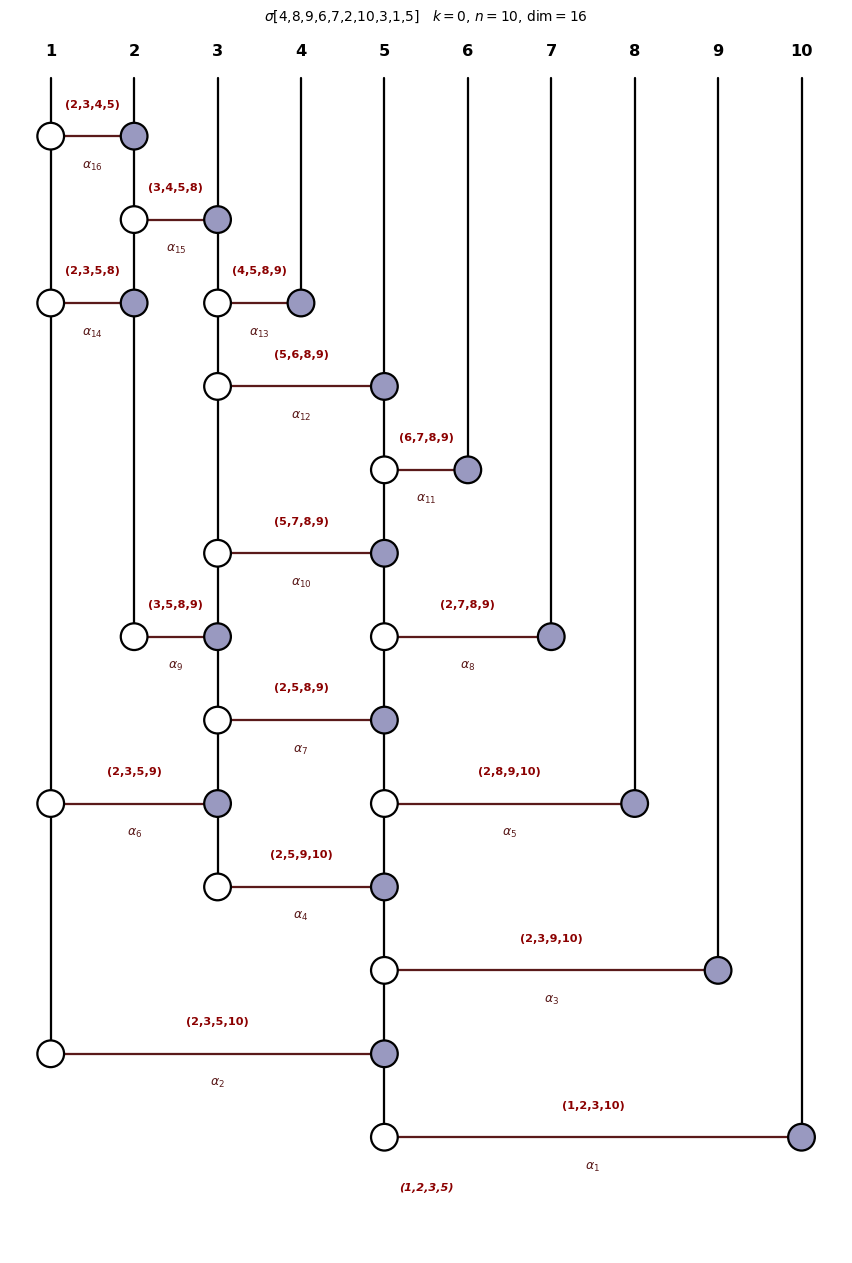 σ[4,8,9,6,7,2,10,3,1,5] k=0, n=10, dim=16
1 2 3 4 5 6 7 8 9 10
(2,3,4,5)
α₁₆
(3,4,5,8)
α₁₅
(2,3,5,8) (4,5,8,9)
α₁₄ α₁₃
(5,6,8,9)
α₁₂
(6,7,8,9)
α₁₁
(5,7,8,9)
α₁₀
(3,5,8,9) (2,7,8,9)
α₉ α₈
(2,5,8,9)
α₇
(2,3,5,9) (2,8,9,10)
α₆ α₅
(2,5,9,10)
α₄
(2,3,9,10)
α₃
(2,3,5,10)
α₂
(1,2,3,10)
α₁
(1,2,3,5)